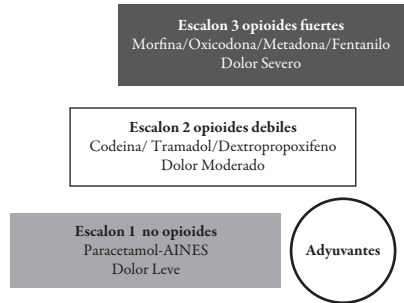 Escalon 3 opioides fuertes
Morfina/Oxicodona/Metadona/Fentanilo
Dolor Severo
Escalon 2 opioides debiles
Codeina/ Tramadol/Dextropropoxifeno
Dolor Moderado
Escalon 1 no opioides
Paracetamol-AINES
Dolor Leve
Adyuvantes